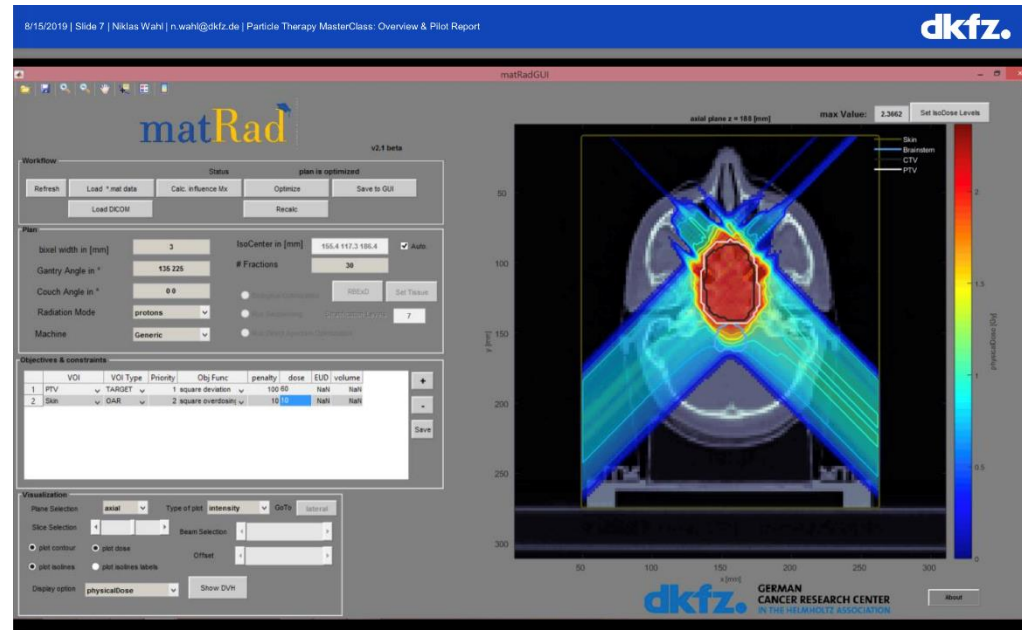 8/15/2019 | Slide 7 | Niklas Wahl | n.wahl@dkfz.de | Particle Therapy MasterClass: Overview & Pilot Report
dkfz.
matRadGUI
matRad
v2.1 beta
Workflow
Status plan is optimized
Refresh Load *.mat data Calc. influence Mx Optimize Save to GUI
Load DICOM Recalc
Plan
bixel width in [mm] 3 IsoCenter in [mm] 155.4 117.3 186.4 Auto.
Gantry Angle in ° 135 225 # Fractions 30
Couch Angle in ° 0 0 RBExD Set Tissue
Radiation Mode protons 7
Machine Generic
Objectives & constraints
VOI VOI Type Priority Obj Func penalty dose EUD volume
1 PTV TARGET 1 square deviation 100 60 NaN NaN
2 Skin OAR 2 square overdosing 10 10 NaN NaN
+
-
Save
Visualization
Plane Selection axial Type of plot intensity GoTo lateral
Slice Selection Beam Selection
plot contour plot dose Offset
plot isolines plot isolines labels
Display option physicalDose Show DVH
axial plane z = 188 [mm] max Value: 2.3662 Set IsoDose Levels
Skin
Brainstem
CTV
PTV
50
100
150
200
250
300
y [mm]
50 100 150 200 250 300
x [mm]
2
1.5
1
0.5
0
physicalDose [Gy]
dkfz. GERMAN
CANCER RESEARCH CENTER
IN THE HELMHOLTZ ASSOCIATION
About